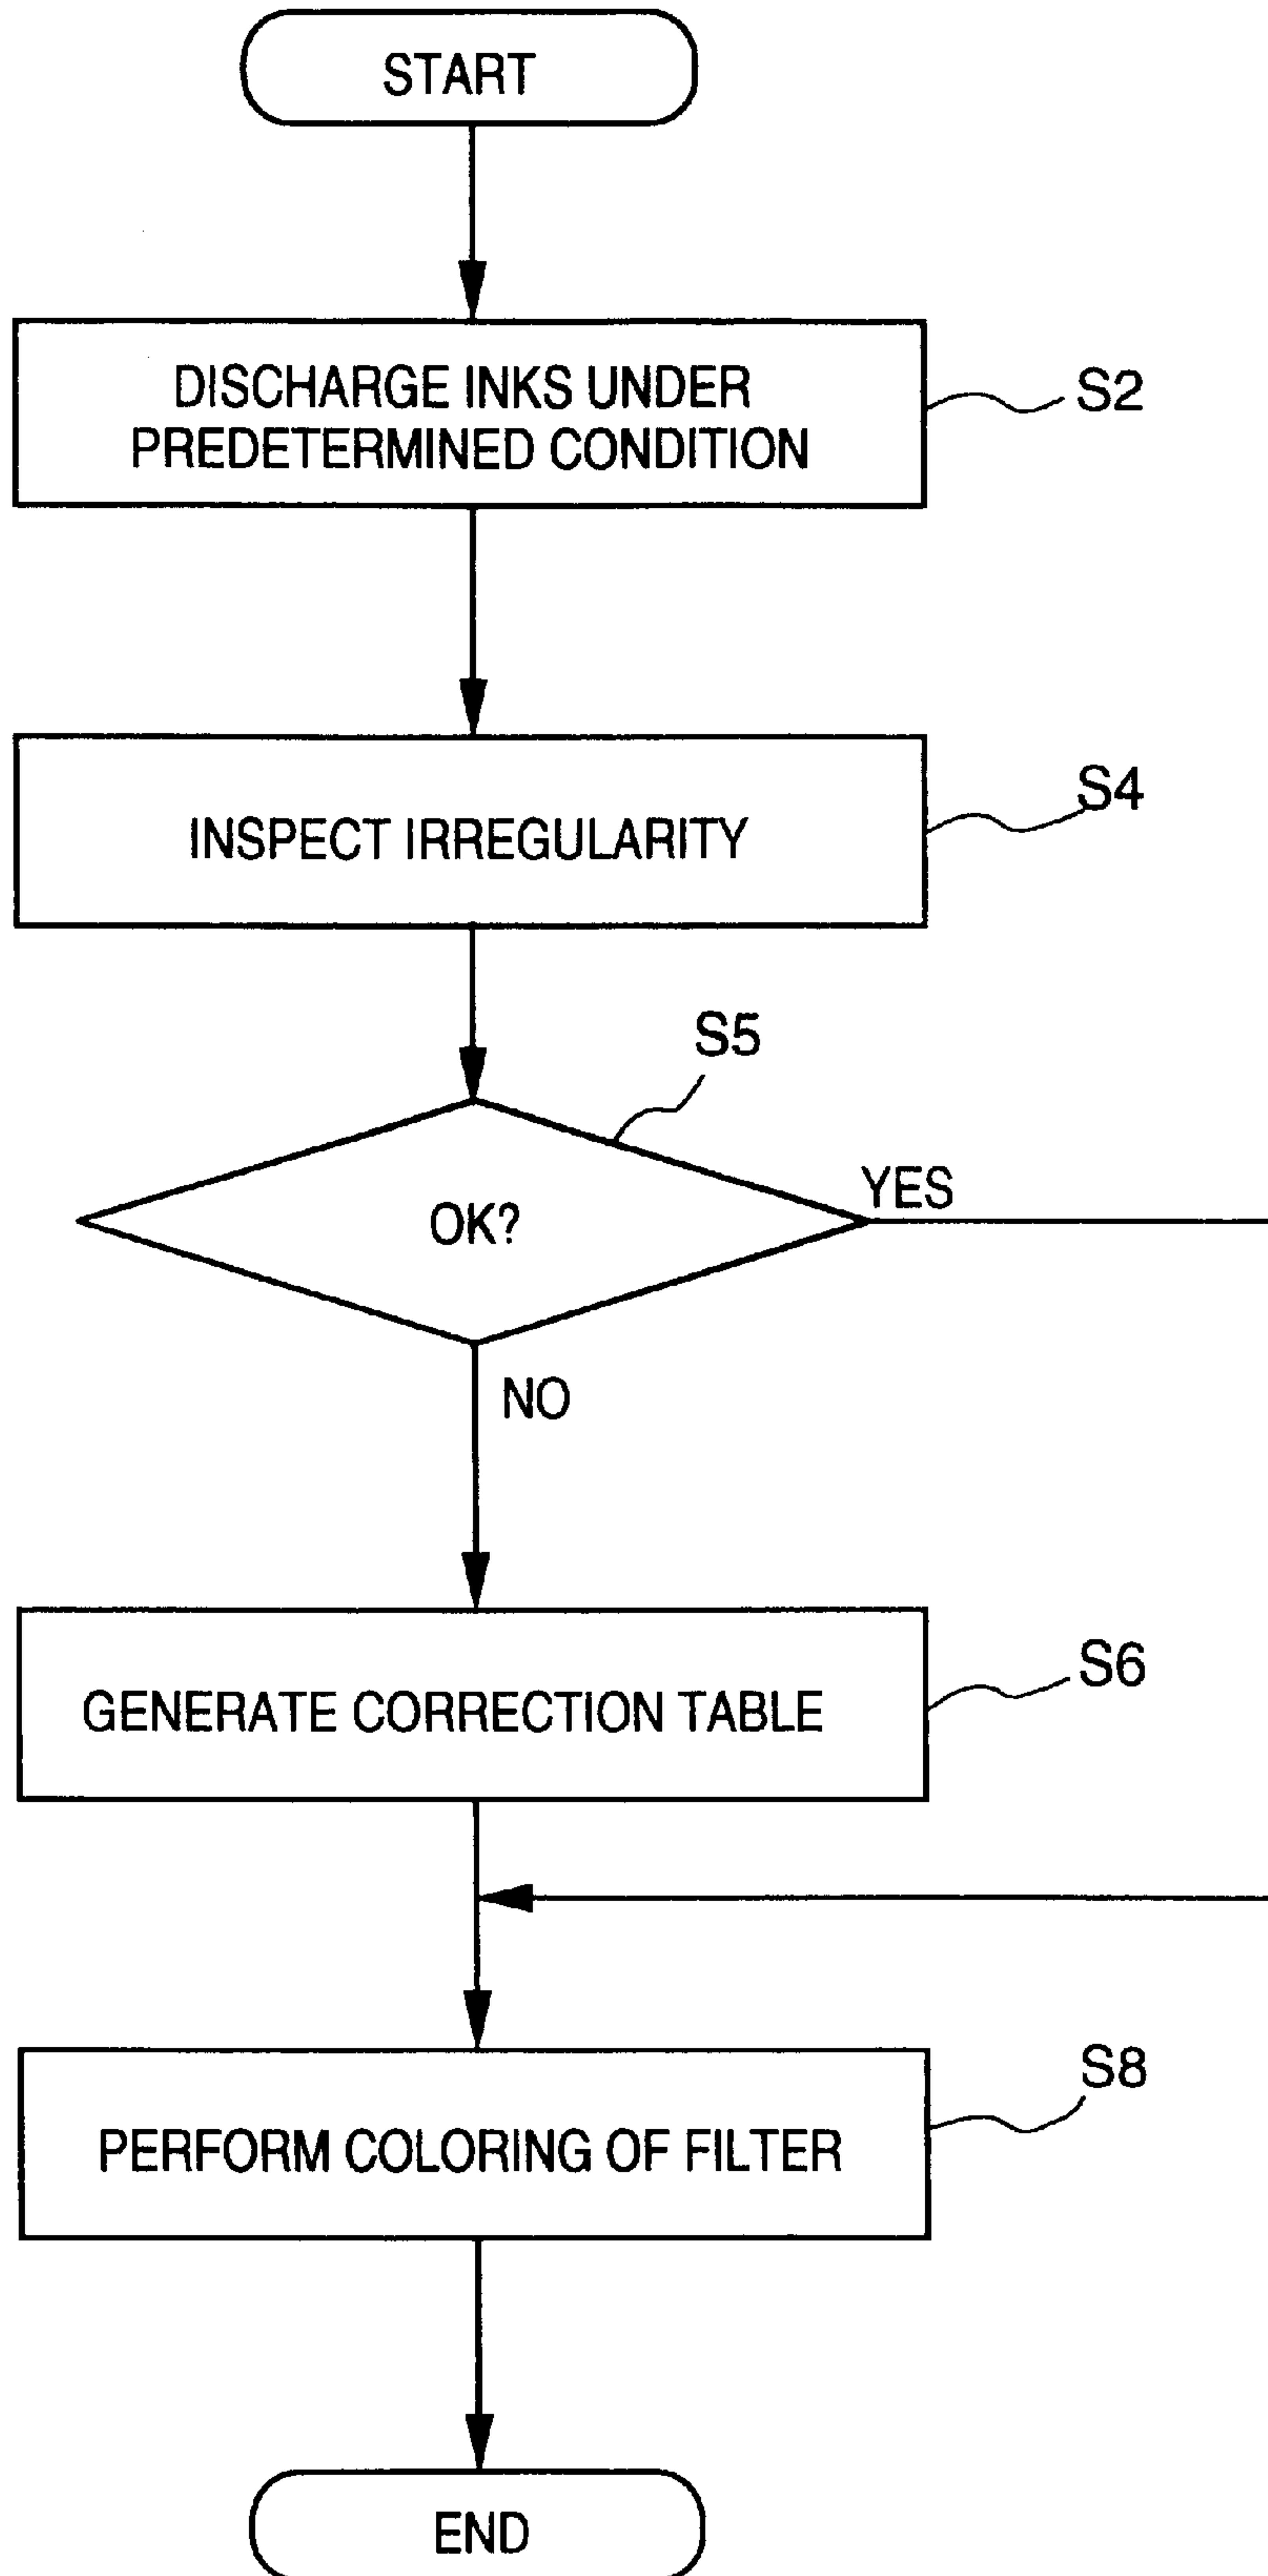 START
DISCHARGE INKS UNDER
PREDETERMINED CONDITION
S2
INSPECT IRREGULARITY
S4
S5
OK?
YES
NO
GENERATE CORRECTION TABLE
S6
PERFORM COLORING OF FILTER
S8
END